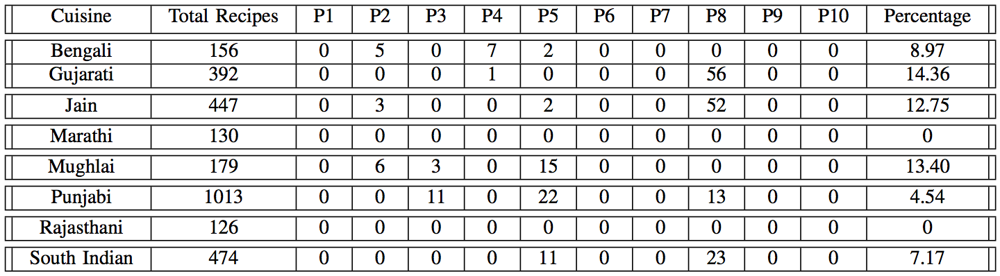 Cuisine Total Recipes P1 P2 P3 P4 P5 P6 P7 P8 P9 P10 Percentage
Bengali 156 0 5 0 7 2 0 0 0 0 0 8.97
Gujarati 392 0 0 0 1 0 0 0 56 0 0 14.36
Jain 447 0 3 0 0 2 0 0 52 0 0 12.75
Marathi 130 0 0 0 0 0 0 0 0 0 0 0
Mughlai 179 0 6 3 0 15 0 0 0 0 0 13.40
Punjabi 1013 0 0 11 0 22 0 0 13 0 0 4.54
Rajasthani 126 0 0 0 0 0 0 0 0 0 0 0
South Indian 474 0 0 0 0 11 0 0 23 0 0 7.17